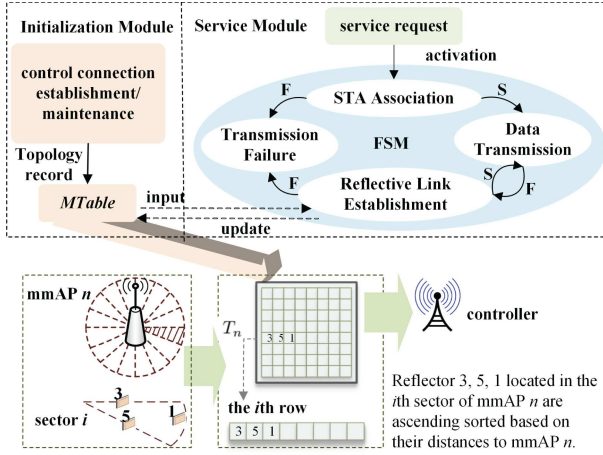 Initialization Module
Service Module
service request
control connection
establishment/
maintenance
activation
F
STA Association
S
Transmission
Failure
FSM
Data
Transmission
Topology
record
F
Reflective Link
Establishment
S
F
MTable
input
update
mmAP n
T_n
3 5 1
controller
3
5
1
sector i
the ith row
3 5 1
Reflector 3, 5, 1 located in the
ith sector of mmAP n are
ascending sorted based on
their distances to mmAP n.